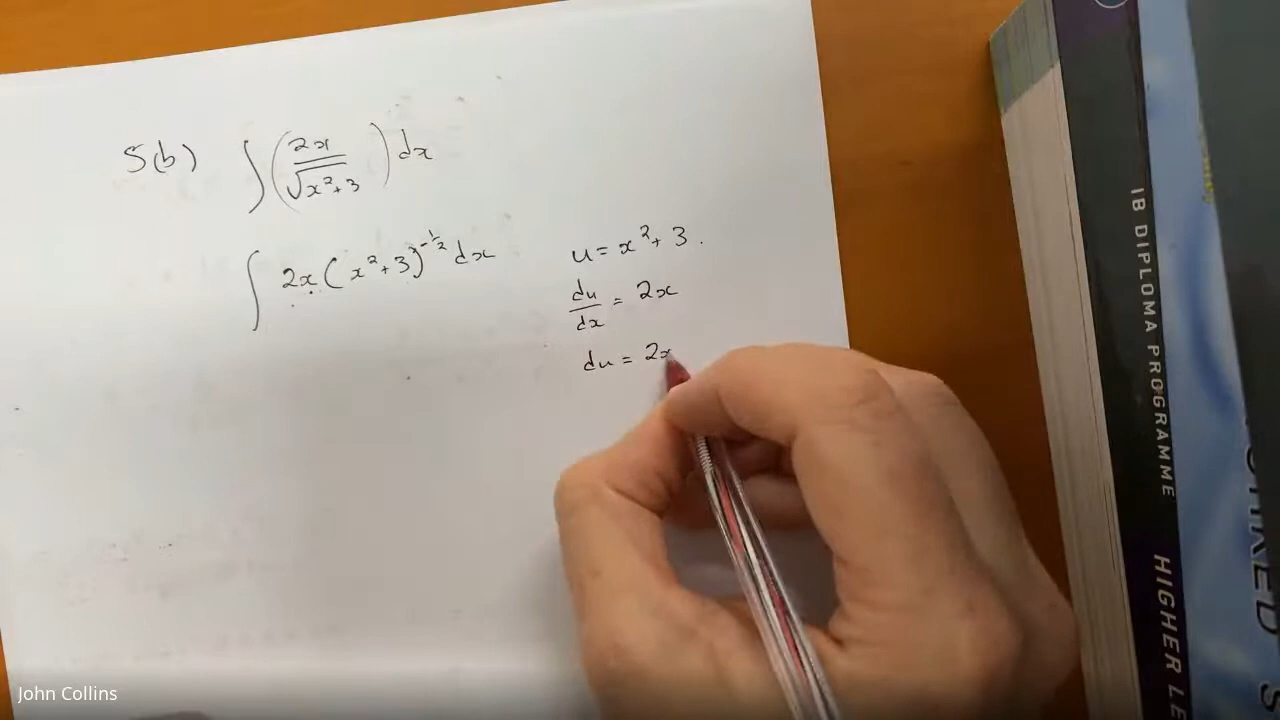 5(b) ∫(2x/√x²+3) dx
∫ 2x(x²+3)^-1/2 dx
u = x²+3.
du/dx = 2x
du = 2x
IB DIPLOMA PROGRAMME
HIGHER LE
John Collins